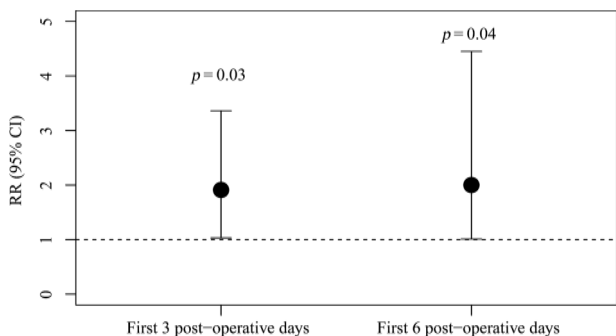 5
p = 0.04
4
p = 0.03
3
RR (95% CI)
2
1
0
First 3 post−operative days
First 6 post−operative days